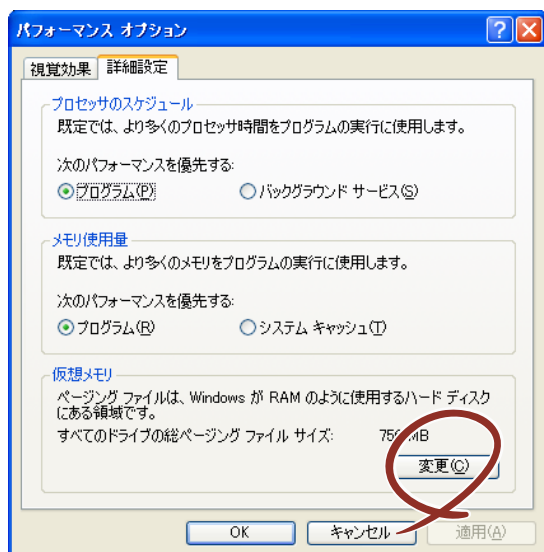 パフォーマンス オプション
視覚効果 詳細設定
プロセッサのスケジュール
既定では、より多くのプロセッサ時間をプログラムの実行に使用します。
次のパフォーマンスを優先する:
プログラム(P) バックグラウンド サービス(S)
メモリ使用量
既定では、より多くのメモリをプログラムの実行に使用します。
次のパフォーマンスを優先する:
プログラム(R) システム キャッシュ(T)
仮想メモリ
ページング ファイルは、Windows が RAM のように使用するハード ディスク
にある領域です。
すべてのドライブの総ページング ファイル サイズ: MB
変更(C)
OK キャンセル 適用(A)